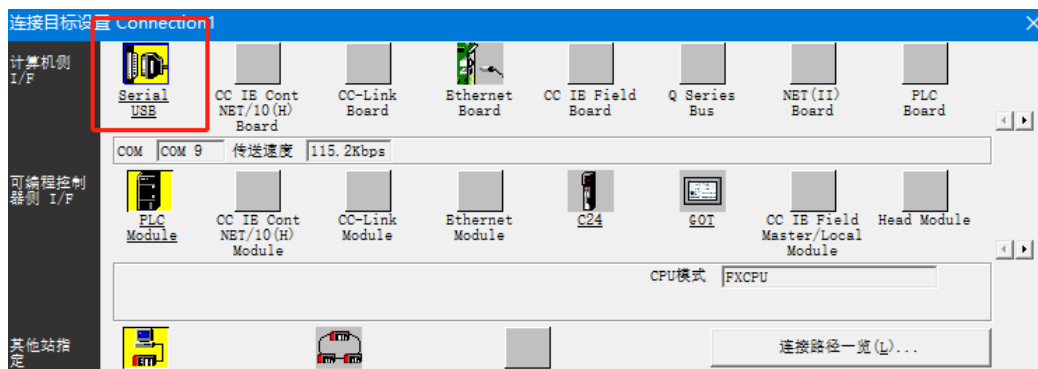 连接目标设置 Connection1
计算机侧
I/F
Serial
USB
CC IE Cont
NET/10(H)
Board
CC-Link
Board
Ethernet
Board
CC IE Field
Board
Q Series
Bus
NET(II)
Board
PLC
Board
COM COM 9 传送速度 115.2Kbps
可编程控制
器侧 I/F
PLC
Module
CC IE Cont
NET/10(H)
Module
CC-Link
Module
Ethernet
Module
C24
GOT
CC IE Field
Master/Local
Module
Head Module
CPU模式 FXCPU
其他站指
定
连接路径一览(L)...